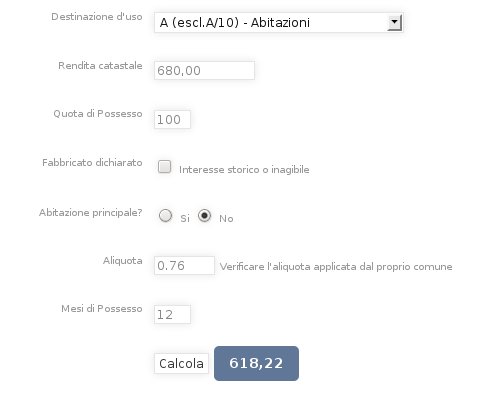 Destinazione d'uso A (escl.A/10) - Abitazioni
Rendita catastale 680,00
Quota di Possesso 100
Fabbricato dichiarato Interesse storico o inagibile
Abitazione principale? Si No
Aliquota 0.76 Verificare l'aliquota applicata dal proprio comune
Mesi di Possesso 12
Calcola 618,22